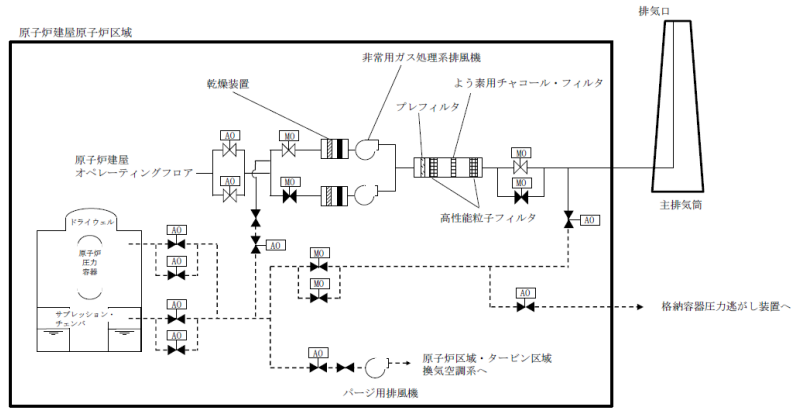 排気口
原子炉建屋原子炉区域
非常用ガス処理系排風機
乾燥装置
よう素用チャコール・フィルタ
プレフィルタ
AO
MO
MO
原子炉建屋
オペレーティングフロア
AO
MO
MO
高性能粒子フィルタ
主排気筒
ドライウェル
AO
AO
AO
原子炉
圧力
容器
AO
MO
MO
AO
格納容器圧力逃がし装置へ
サプレッション・
チェンバ
AO
AO
AO
原子炉区域・タービン区域
換気空調系へ
パージ用排風機